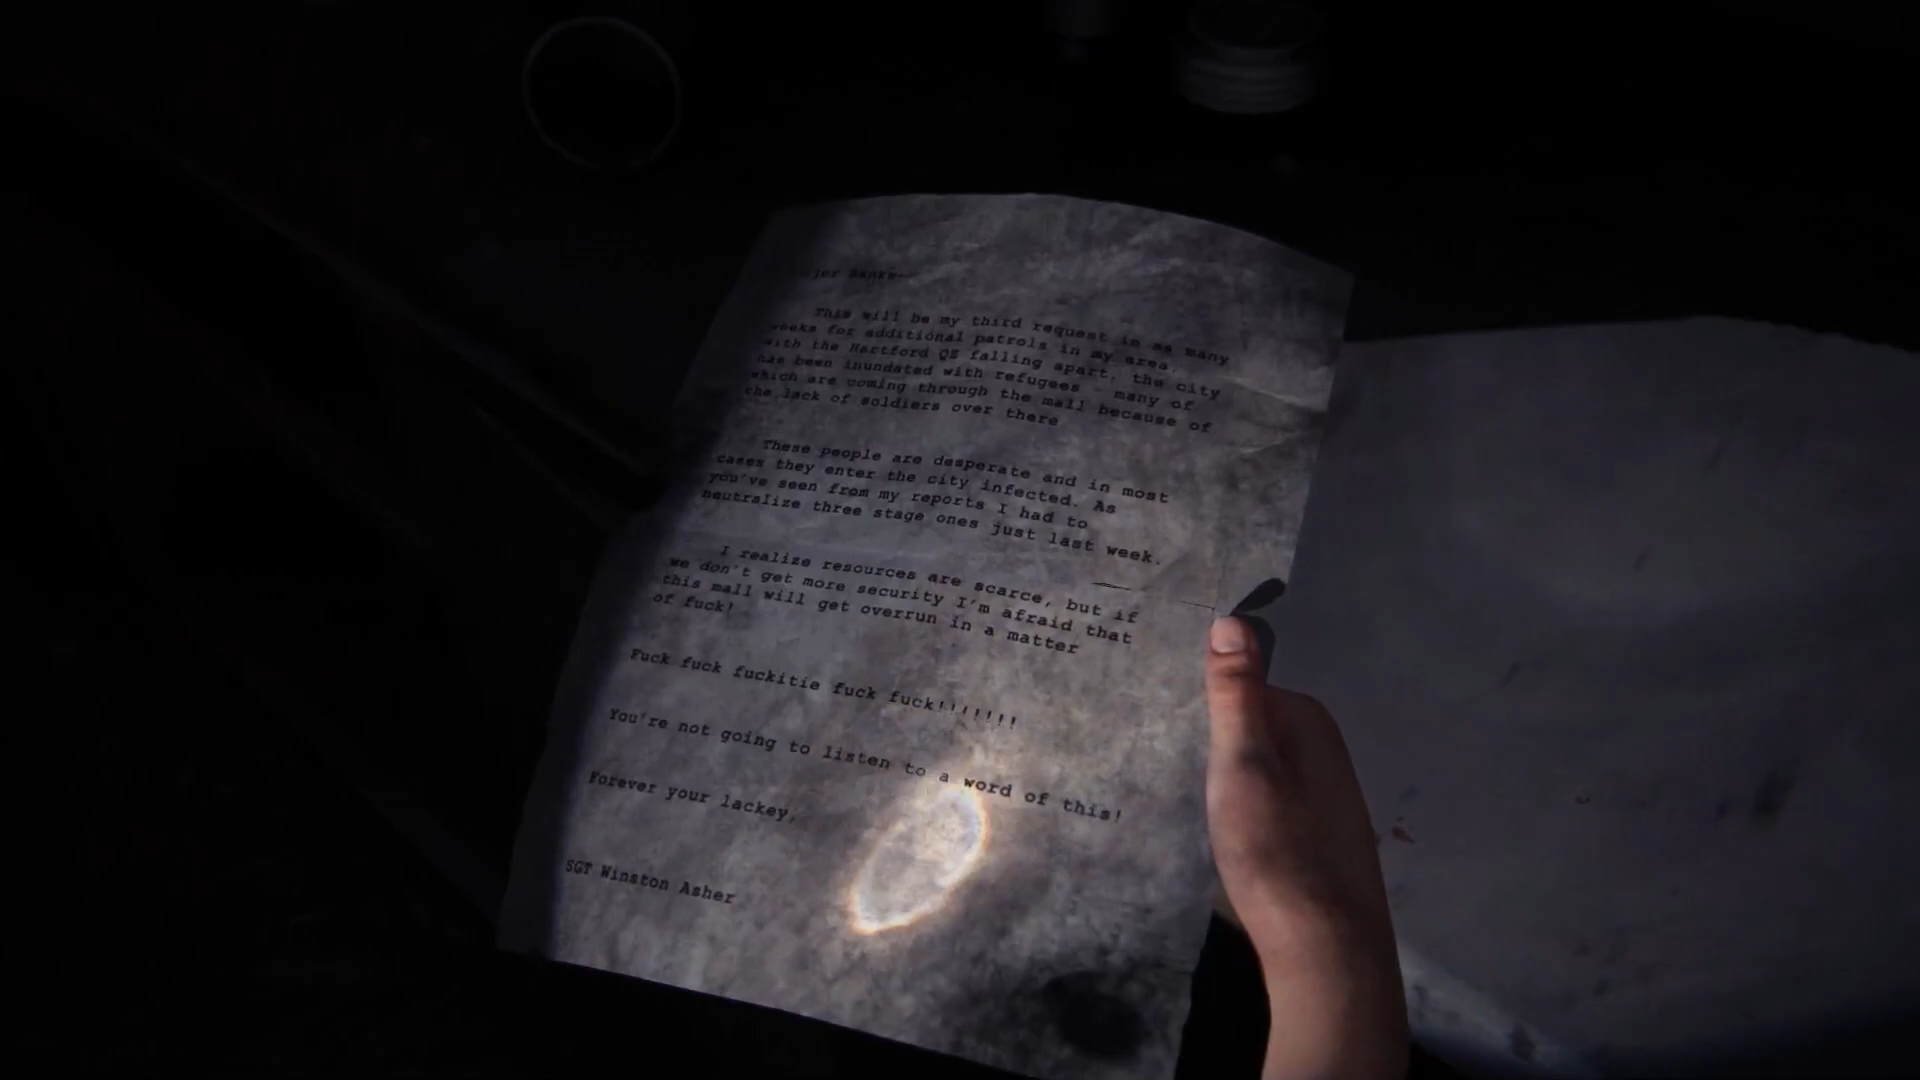 jor Banks--
This will be my third request in as many
weeks for additional patrols in my area.
with the Hartford QZ falling apart, the city
has been inundated with refugees - many of
which are coming through the mall because of
the lack of soldiers over there
These people are desperate and in most
cases they enter the city infected. As
you've seen from my reports I had to
neutralize three stage ones just last week.
I realize resources are scarce, but if
we don't get more security I'm afraid that
this mall will get overrun in a matter
of fuck!
Fuck fuck fuckitie fuck fuck!!!!!!!
You're not going to listen to a word of this!
Forever your lackey,
SGT Winston Asher